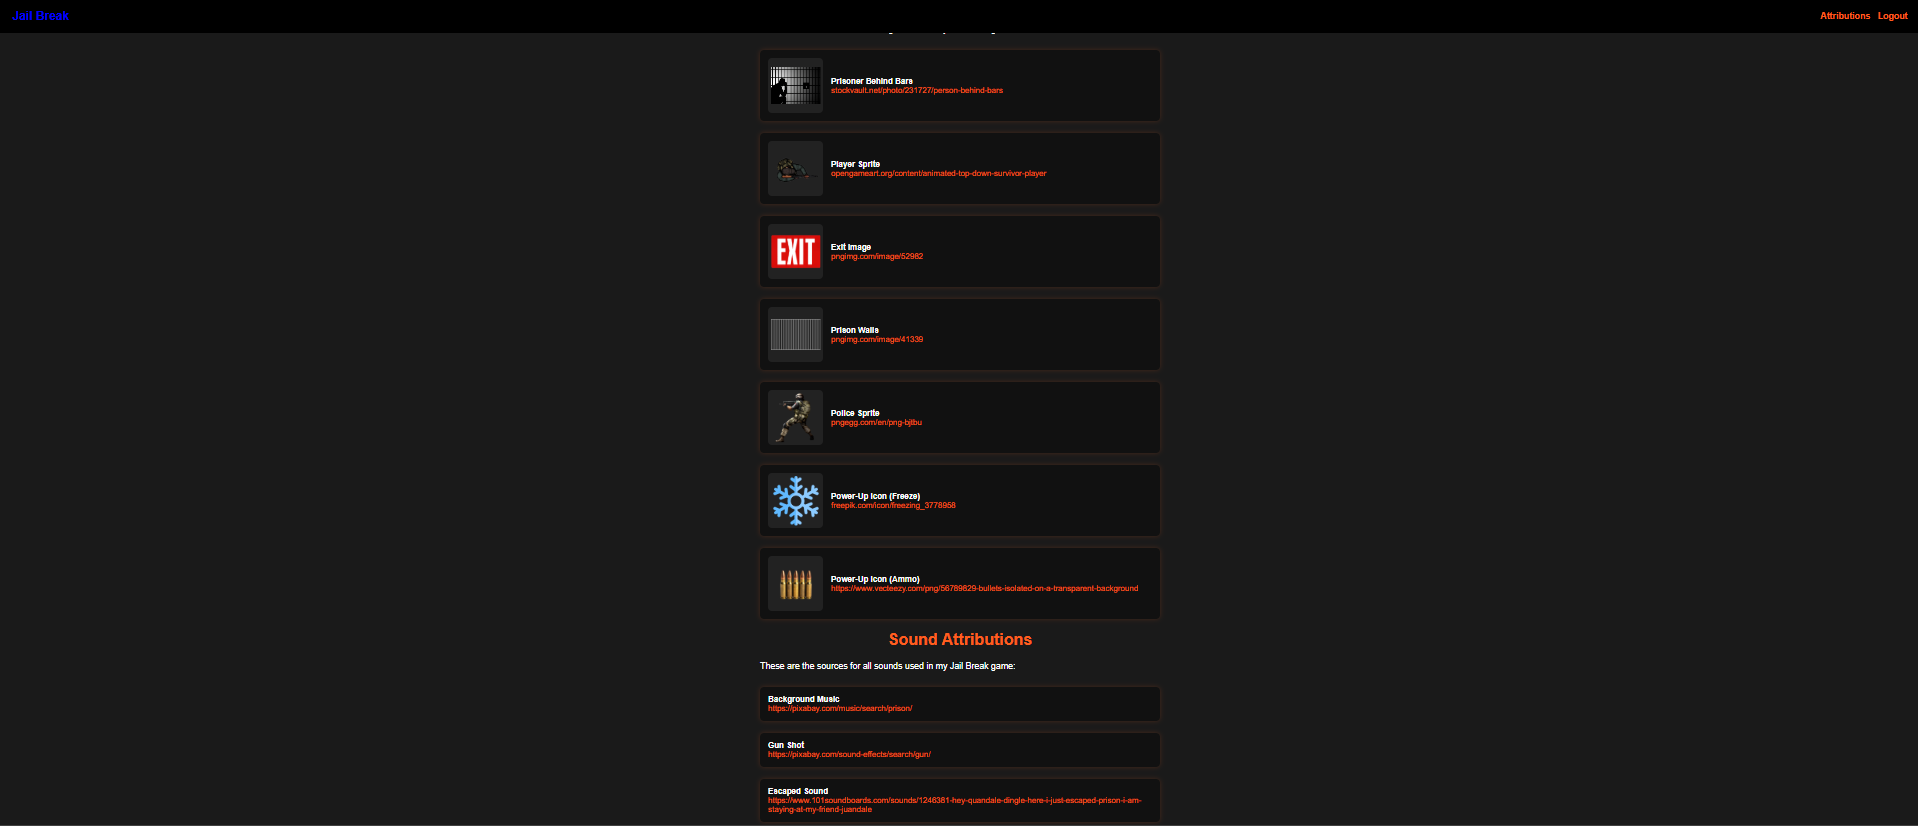 Jail Break
Attributions Logout
Prisoner Behind Bars
stockvault.net/photo/231727/person-behind-bars
Player Sprite
opengameart.org/content/animated-top-down-survivor-player
EXIT
Exit Image
pngimg.com/image/52982
Prison Walls
pngimg.com/image/41339
Police Sprite
pngegg.com/en/png-bjtbu
Power-Up Icon (Freeze)
freepik.com/icon/freezing_3778958
Power-Up Icon (Ammo)
https://www.vecteezy.com/png/56789829-bullets-isolated-on-a-transparent-background
Sound Attributions
These are the sources for all sounds used in my Jail Break game:
Background Music
https://pixabay.com/music/search/prison/
Gun Shot
https://pixabay.com/sound-effects/search/gun/
Escaped Sound
https://www.101soundboards.com/sounds/1246381-hey-quandale-dingle-here-i-just-escaped-prison-i-am-
staying-at-my-friend-juandale